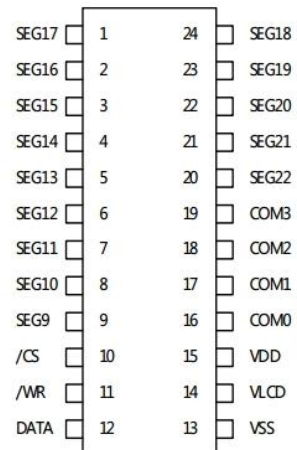 SEG17 1 24 SEG18
SEG16 2 23 SEG19
SEG15 3 22 SEG20
SEG14 4 21 SEG21
SEG13 5 20 SEG22
SEG12 6 19 COM3
SEG11 7 18 COM2
SEG10 8 17 COM1
SEG9 9 16 COM0
/CS 10 15 VDD
/WR 11 14 VLCD
DATA 12 13 VSS